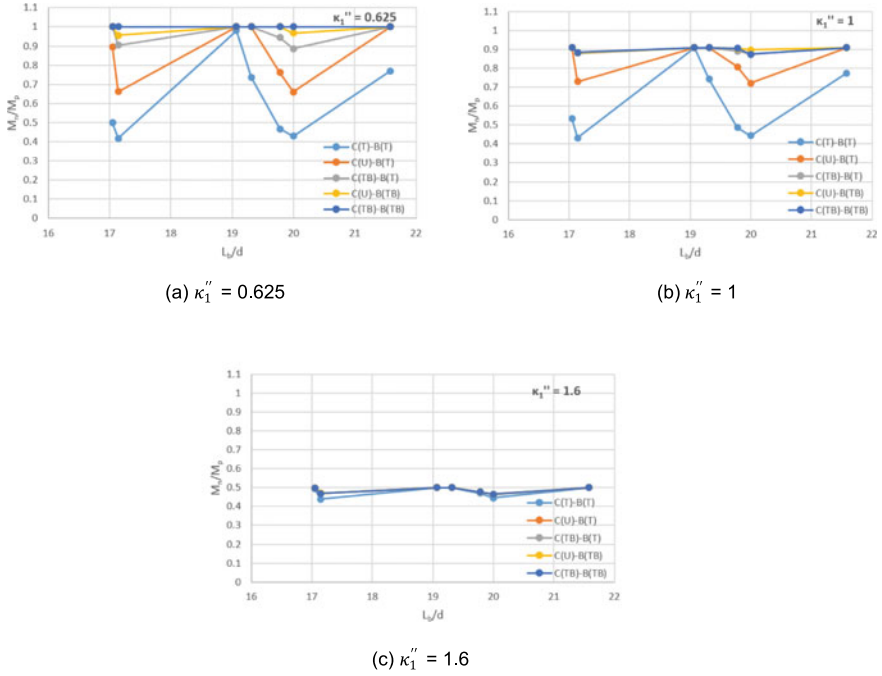 κ₁'' = 0.625
1.1
1
0.9
0.8
0.7
0.6
0.5
0.4
0.3
0.2
0.1
0
Mn/Mp
C(T)-B(T)
C(U)-B(T)
C(TB)-B(T)
C(U)-B(TB)
C(TB)-B(TB)
16 17 18 19 20 21 22
Lb/d
(a) κ₁'' = 0.625
κ₁'' = 1
1.1
1
0.9
0.8
0.7
0.6
0.5
0.4
0.3
0.2
0.1
0
Mn/Mp
C(T)-B(T)
C(U)-B(T)
C(TB)-B(T)
C(U)-B(TB)
C(TB)-B(TB)
16 17 18 19 20 21 22
Lb/d
(b) κ₁'' = 1
κ₁'' = 1.6
1.1
1
0.9
0.8
0.7
0.6
0.5
0.4
0.3
0.2
0.1
0
Mn/Mp
C(T)-B(T)
C(U)-B(T)
C(TB)-B(T)
C(U)-B(TB)
C(TB)-B(TB)
16 17 18 19 20 21 22
Lb/d
(c) κ₁'' = 1.6